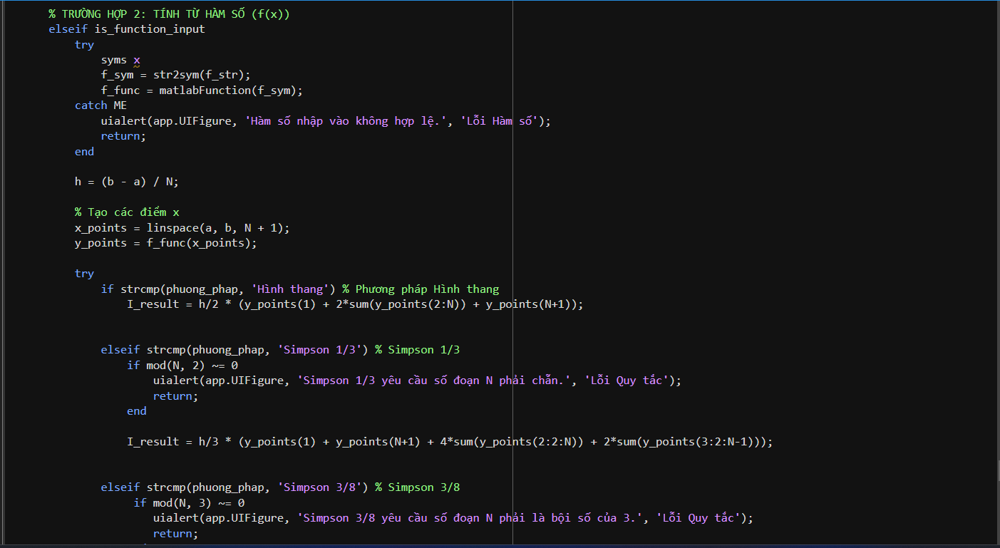 % TRƯỜNG HỢP 2: TÍNH TỪ HÀM SỐ (f(x))
elseif is_function_input
try
syms x
f_sym = str2sym(f_str);
f_func = matlabFunction(f_sym);
catch ME
uialert(app.UIFigure, 'Hàm số nhập vào không hợp lệ.', 'Lỗi Hàm số');
return;
end
h = (b - a) / N;
% Tạo các điểm x
x_points = linspace(a, b, N + 1);
y_points = f_func(x_points);
try
if strcmp(phuong_phap, 'Hình thang') % Phương pháp Hình thang
I_result = h/2 * (y_points(1) + 2*sum(y_points(2:N)) + y_points(N+1));
elseif strcmp(phuong_phap, 'Simpson 1/3') % Simpson 1/3
if mod(N, 2) ~= 0
uialert(app.UIFigure, 'Simpson 1/3 yêu cầu số đoạn N phải chẵn.', 'Lỗi Quy tắc');
return;
end
I_result = h/3 * (y_points(1) + y_points(N+1) + 4*sum(y_points(2:2:N)) + 2*sum(y_points(3:2:N-1)));
elseif strcmp(phuong_phap, 'Simpson 3/8') % Simpson 3/8
if mod(N, 3) ~= 0
uialert(app.UIFigure, 'Simpson 3/8 yêu cầu số đoạn N phải là bội số của 3.', 'Lỗi Quy tắc');
return;